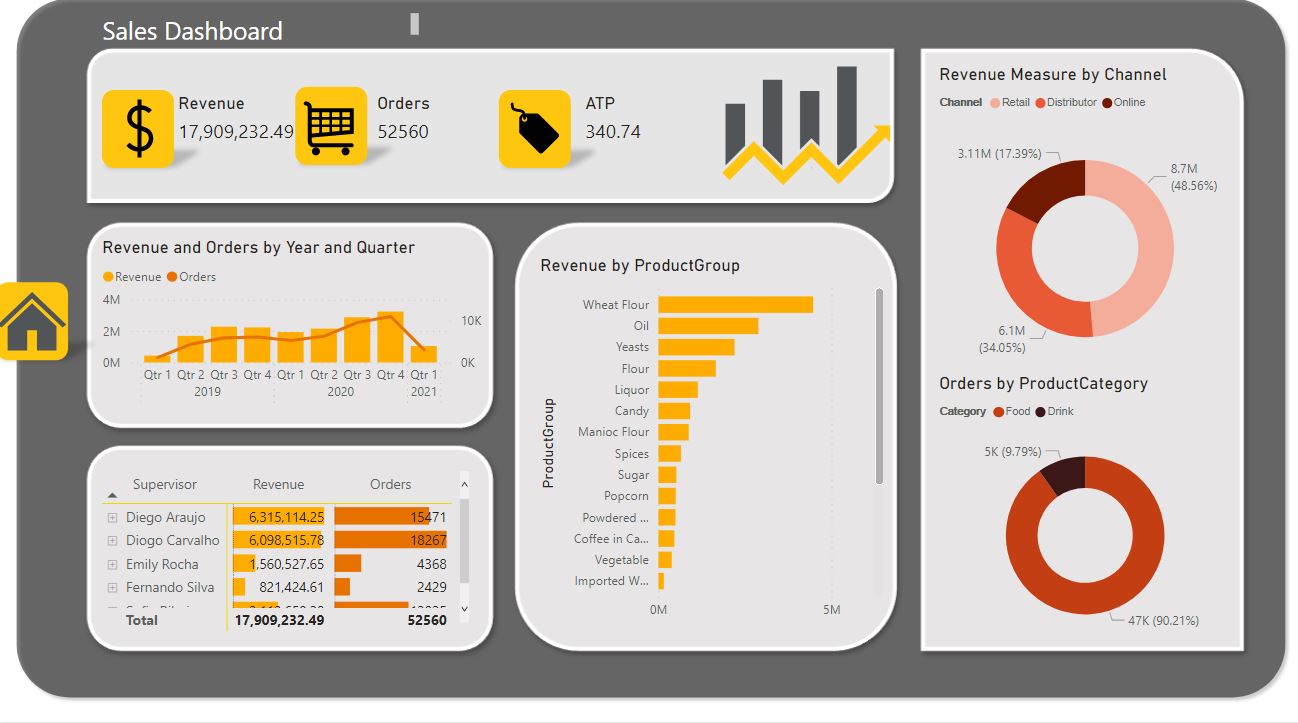 Sales Dashboard
Revenue
17,909,232.49
Orders
52560
ATP
340.74
Revenue and Orders by Year and Quarter
Revenue Orders
4M
2M
0M
10K
0K
Qtr 1 Qtr 2 Qtr 3 Qtr 4 Qtr 1 Qtr 2 Qtr 3 Qtr 4 Qtr 1
2019 2020 2021
Supervisor Revenue Orders
Diego Araujo 6,315,114.25 15471
Diogo Carvalho 6,098,515.78 18267
Emily Rocha 1,560,527.65 4368
Fernando Silva 821,424.61 2429
Total 17,909,232.49 52560
Revenue by ProductGroup
ProductGroup
Wheat Flour
Oil
Yeasts
Flour
Liquor
Candy
Manioc Flour
Spices
Sugar
Popcorn
Powdered ...
Coffee in Ca...
Vegetable
Imported W...
0M 5M
Revenue Measure by Channel
Channel Retail Distributor Online
3.11M (17.39%)
8.7M
(48.56%)
6.1M
(34.05%)
Orders by ProductCategory
Category Food Drink
5K (9.79%)
47K (90.21%)